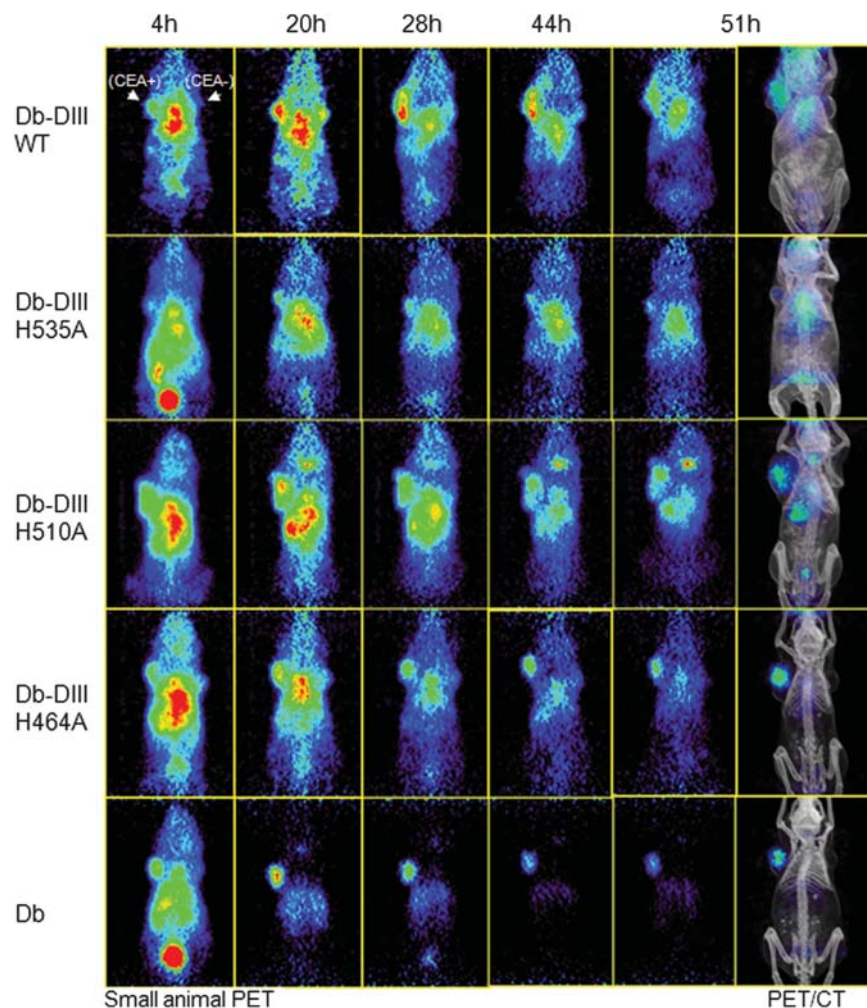 4h 20h 28h 44h 51h
(CEA+) (CEA-)
Db-DIII
WT
Db-DIII
H535A
Db-DIII
H510A
Db-DIII
H464A
Db
Small animal PET PET/CT